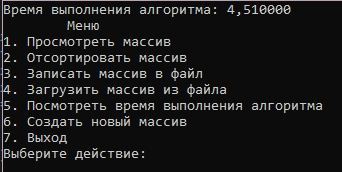 Время выполнения алгоритма: 4,510000
Меню
1. Просмотреть массив
2. Отсортировать массив
3. Записать массив в файл
4. Загрузить массив из файла
5. Посмотреть время выполнения алгоритма
6. Создать новый массив
7. Выход
Выберите действие: